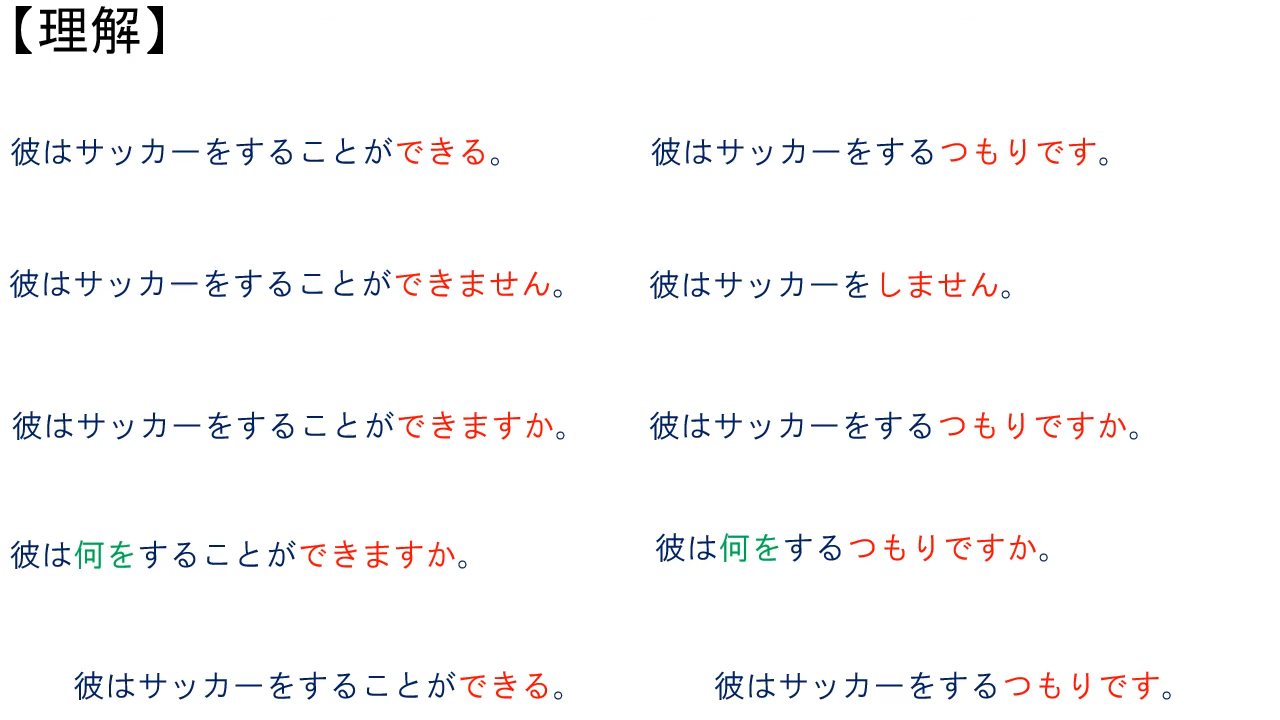 【理解】
彼はサッカーをすることができる。
彼はサッカーをするつもりです。
彼はサッカーをすることができません。
彼はサッカーをしません。
彼はサッカーをすることができますか。
彼はサッカーをするつもりですか。
彼は何をすることができますか。
彼は何をするつもりですか。
彼はサッカーをすることができる。
彼はサッカーをするつもりです。